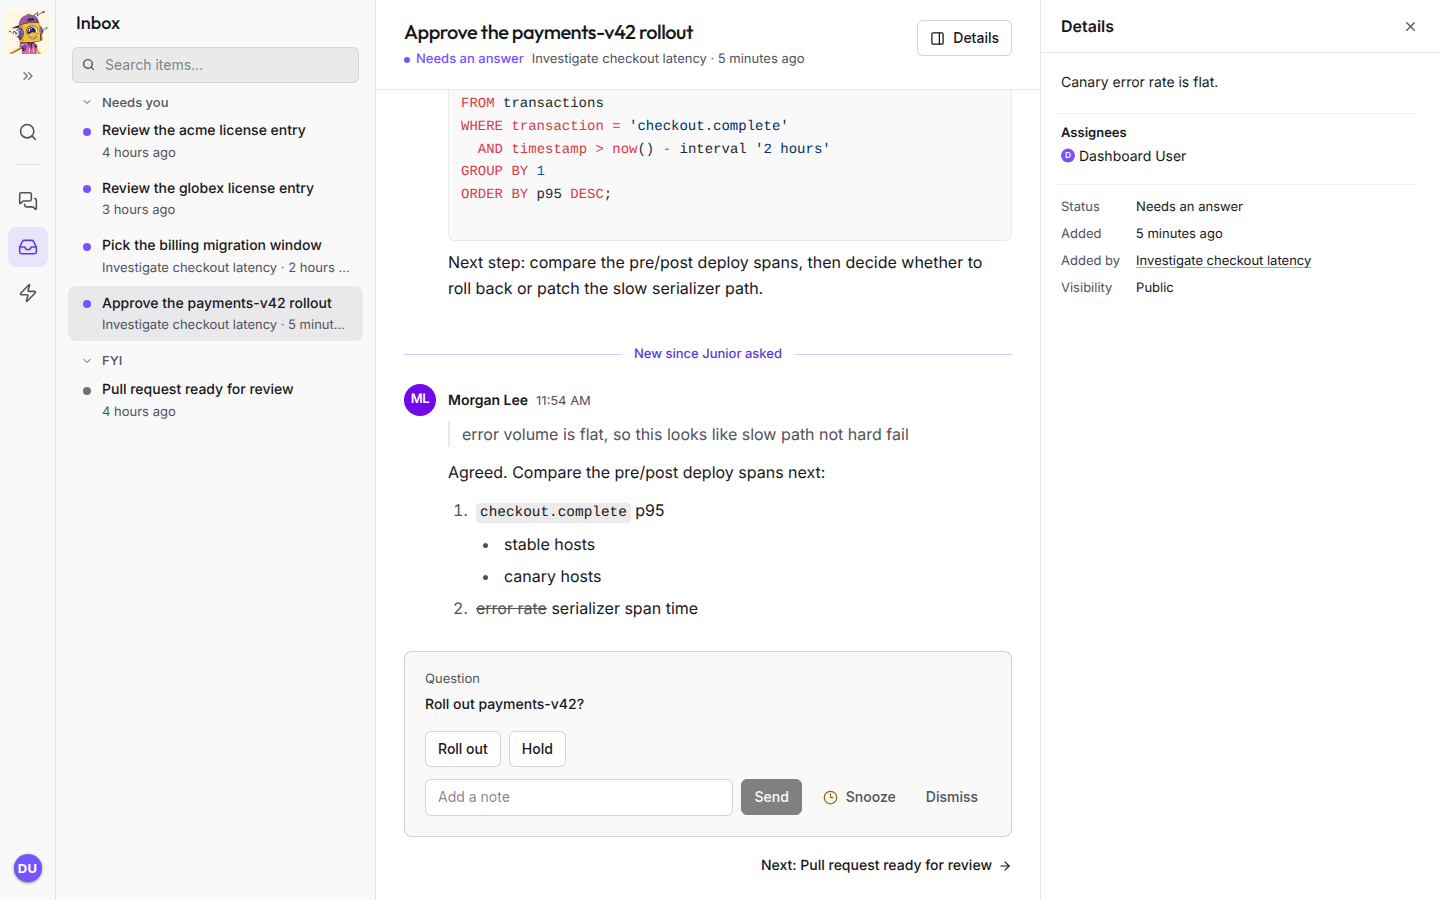 Inbox
Search items...
Needs you
Review the acme license entry
4 hours ago
Review the globex license entry
3 hours ago
Pick the billing migration window
Investigate checkout latency · 2 hours ...
Approve the payments-v42 rollout
Investigate checkout latency · 5 minut...
FYI
Pull request ready for review
4 hours ago
DU
Approve the payments-v42 rollout
Needs an answer Investigate checkout latency · 5 minutes ago
Details
FROM transactions
WHERE transaction = 'checkout.complete'
AND timestamp > now() - interval '2 hours'
GROUP BY 1
ORDER BY p95 DESC;
Next step: compare the pre/post deploy spans, then decide whether to
roll back or patch the slow serializer path.
New since Junior asked
ML
Morgan Lee 11:54 AM
error volume is flat, so this looks like slow path not hard fail
Agreed. Compare the pre/post deploy spans next:
1. checkout.complete p95
• stable hosts
• canary hosts
2. error rate serializer span time
Question
Roll out payments-v42?
Roll out Hold
Add a note Send Snooze Dismiss
Next: Pull request ready for review →
Details
Canary error rate is flat.
Assignees
D Dashboard User
Status Needs an answer
Added 5 minutes ago
Added by Investigate checkout latency
Visibility Public